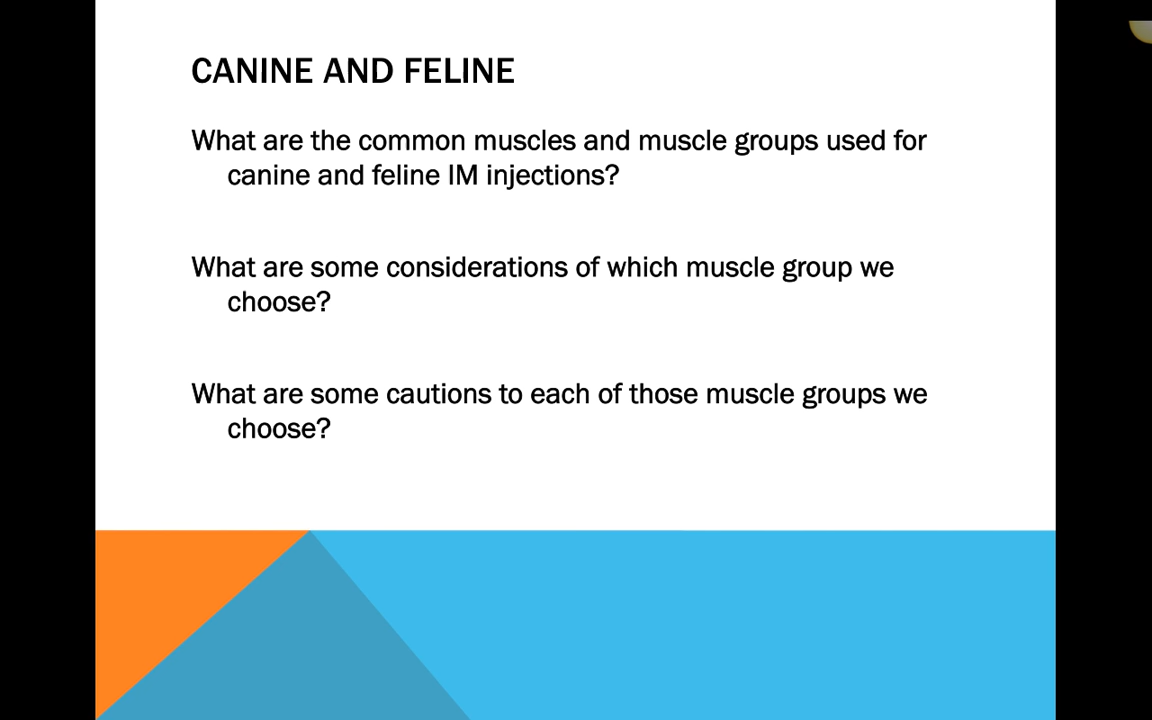 CANINE AND FELINE
What are the common muscles and muscle groups used for
canine and feline IM injections?
What are some considerations of which muscle group we
choose?
What are some cautions to each of those muscle groups we
choose?